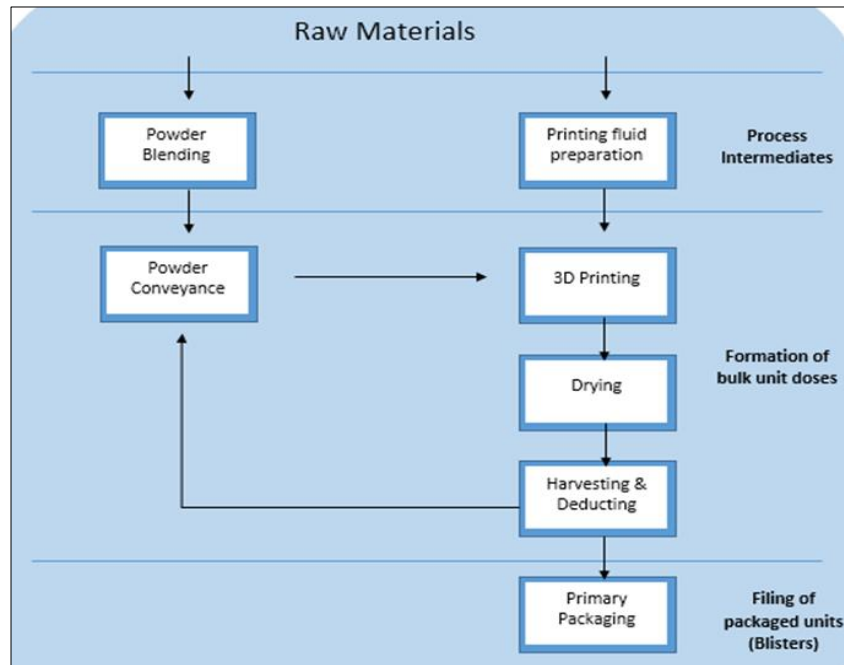 Raw Materials
Powder
Blending
Printing fluid
preparation
Process
Intermediates
Powder
Conveyance
3D Printing
Formation of
bulk unit doses
Drying
Harvesting &
Deducting
Primary
Packaging
Filing of
packaged units
(Blisters)